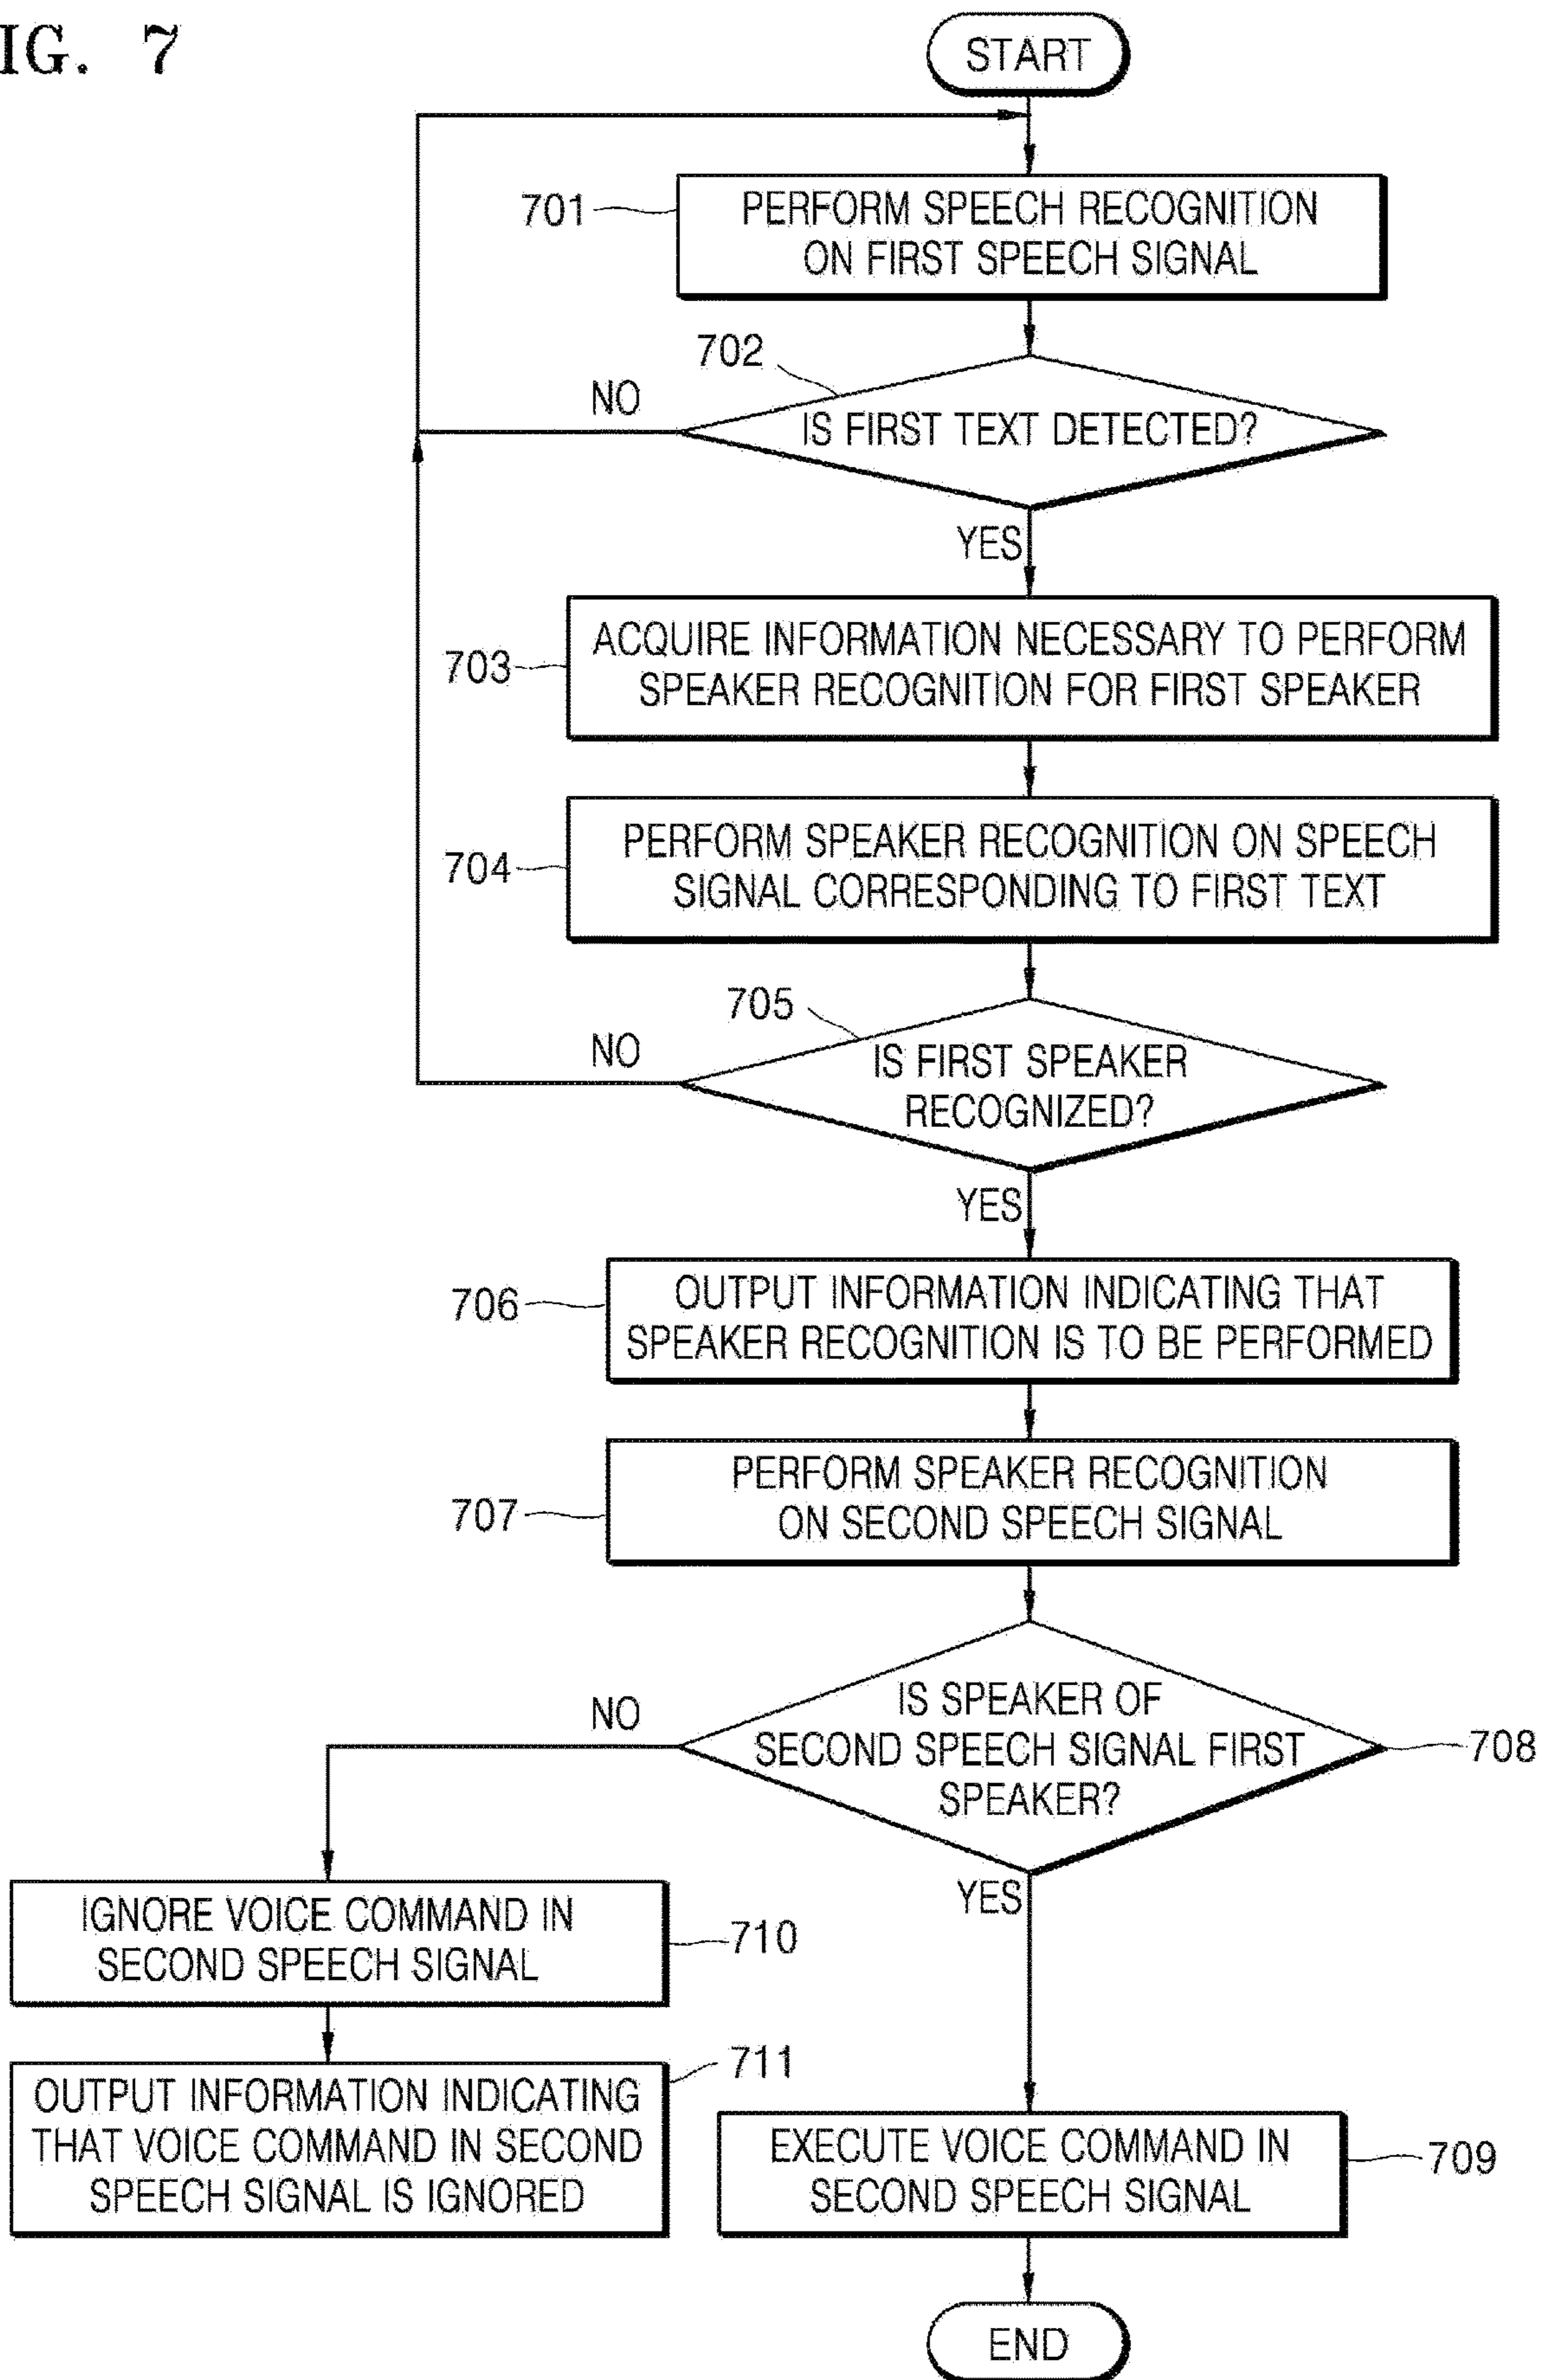 IG. 7
START
701
PERFORM SPEECH RECOGNITION
ON FIRST SPEECH SIGNAL
702
NO
IS FIRST TEXT DETECTED?
YES
703
ACQUIRE INFORMATION NECESSARY TO PERFORM
SPEAKER RECOGNITION FOR FIRST SPEAKER
704
PERFORM SPEAKER RECOGNITION ON SPEECH
SIGNAL CORRESPONDING TO FIRST TEXT
705
NO
IS FIRST SPEAKER
RECOGNIZED?
YES
706
OUTPUT INFORMATION INDICATING THAT
SPEAKER RECOGNITION IS TO BE PERFORMED
707
PERFORM SPEAKER RECOGNITION
ON SECOND SPEECH SIGNAL
NO
IS SPEAKER OF
SECOND SPEECH SIGNAL FIRST
SPEAKER?
708
YES
IGNORE VOICE COMMAND IN
SECOND SPEECH SIGNAL
710
711
OUTPUT INFORMATION INDICATING
THAT VOICE COMMAND IN SECOND
SPEECH SIGNAL IS IGNORED
EXECUTE VOICE COMMAND IN
SECOND SPEECH SIGNAL
709
END